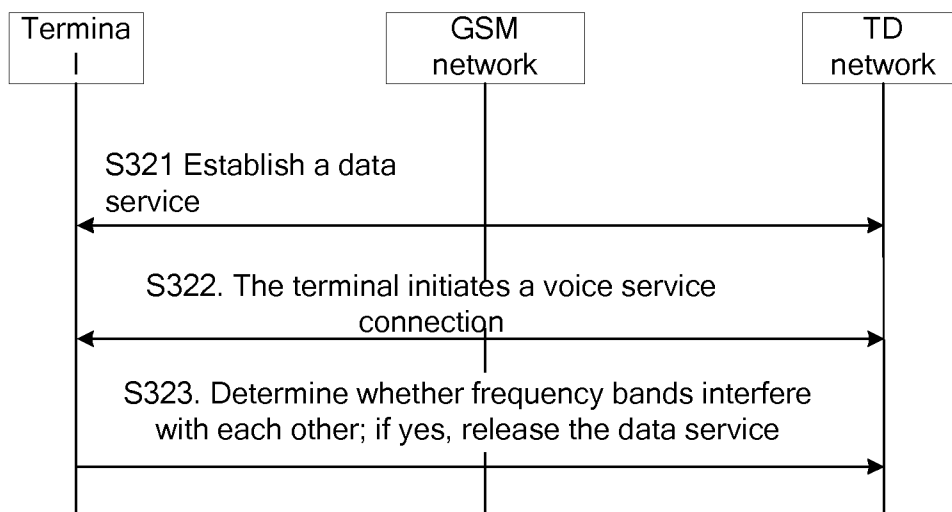 Termina
l
GSM
network
TD
network
S321 Establish a data
service
S322. The terminal initiates a voice service
connection
S323. Determine whether frequency bands interfere
with each other; if yes, release the data service